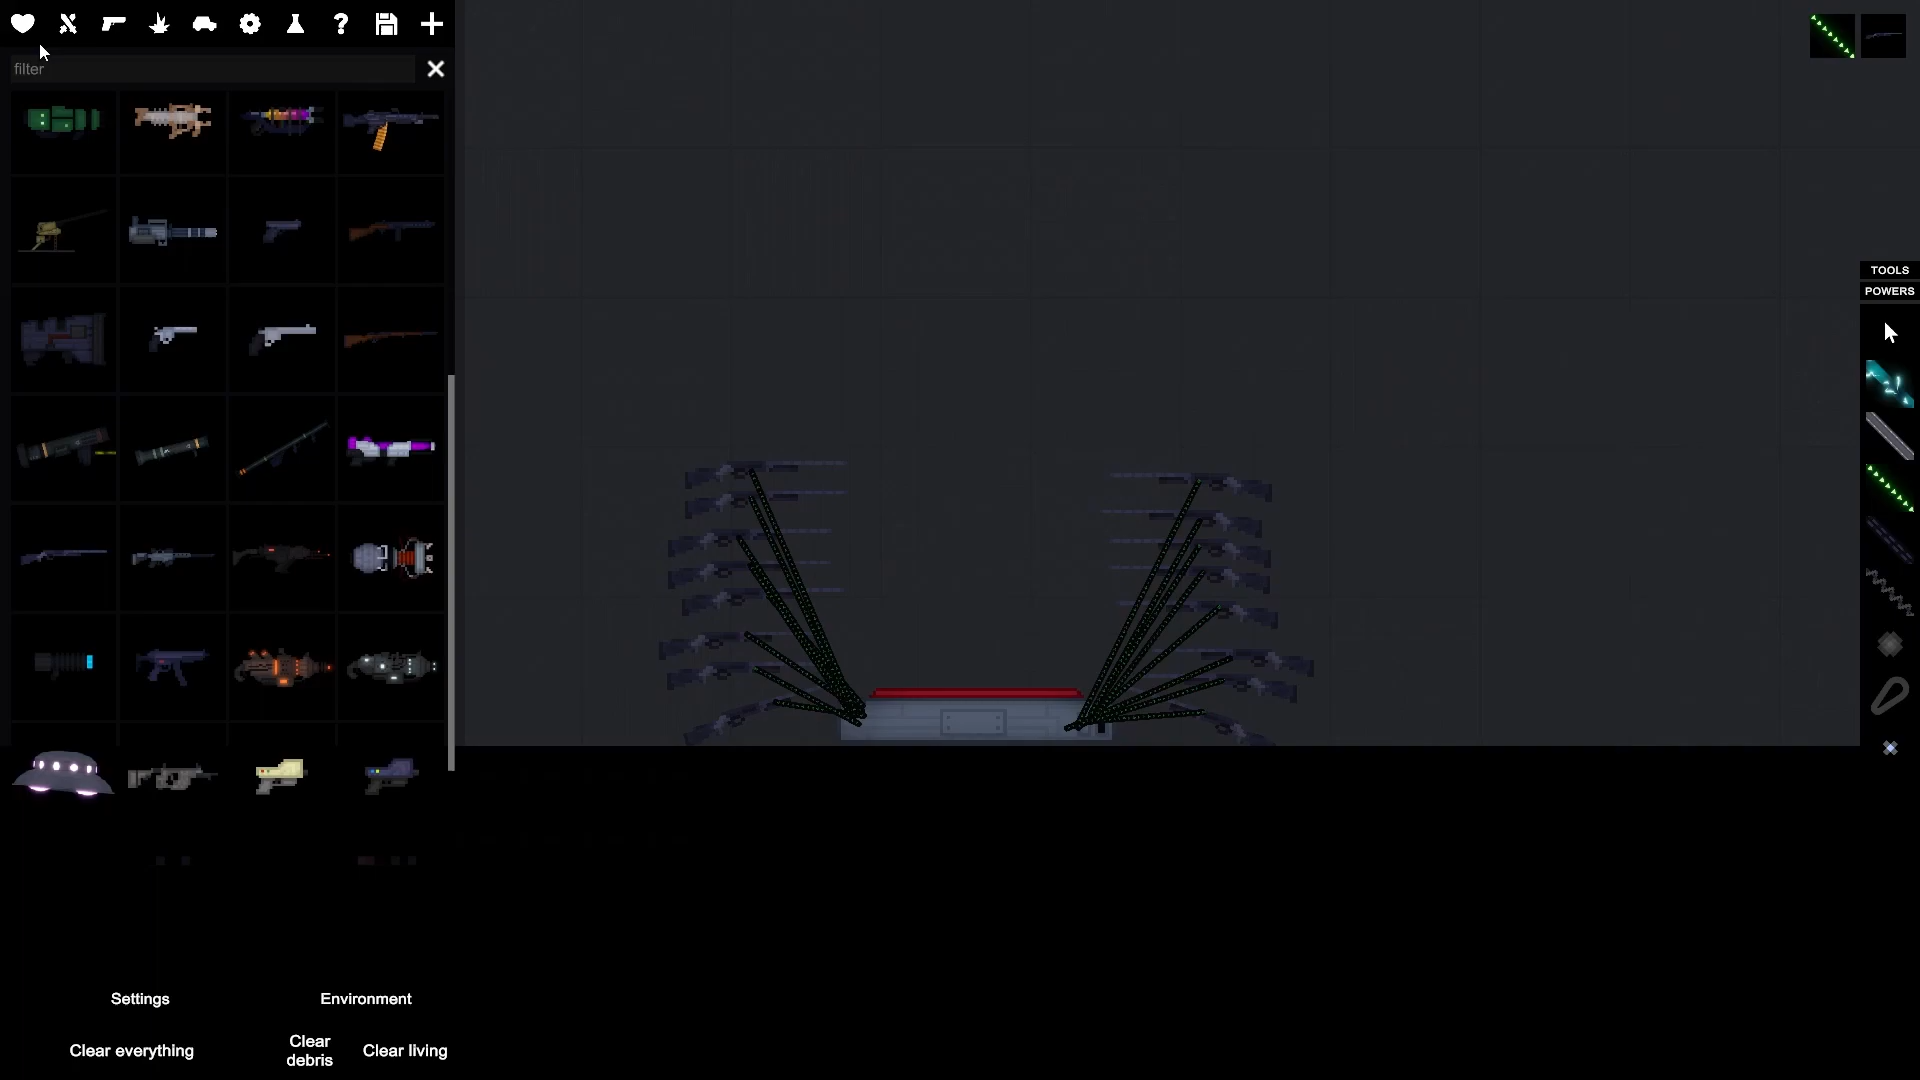 filter
TOOLS
POWERS
Settings
Environment
Clear everything
Clear
debris
Clear living